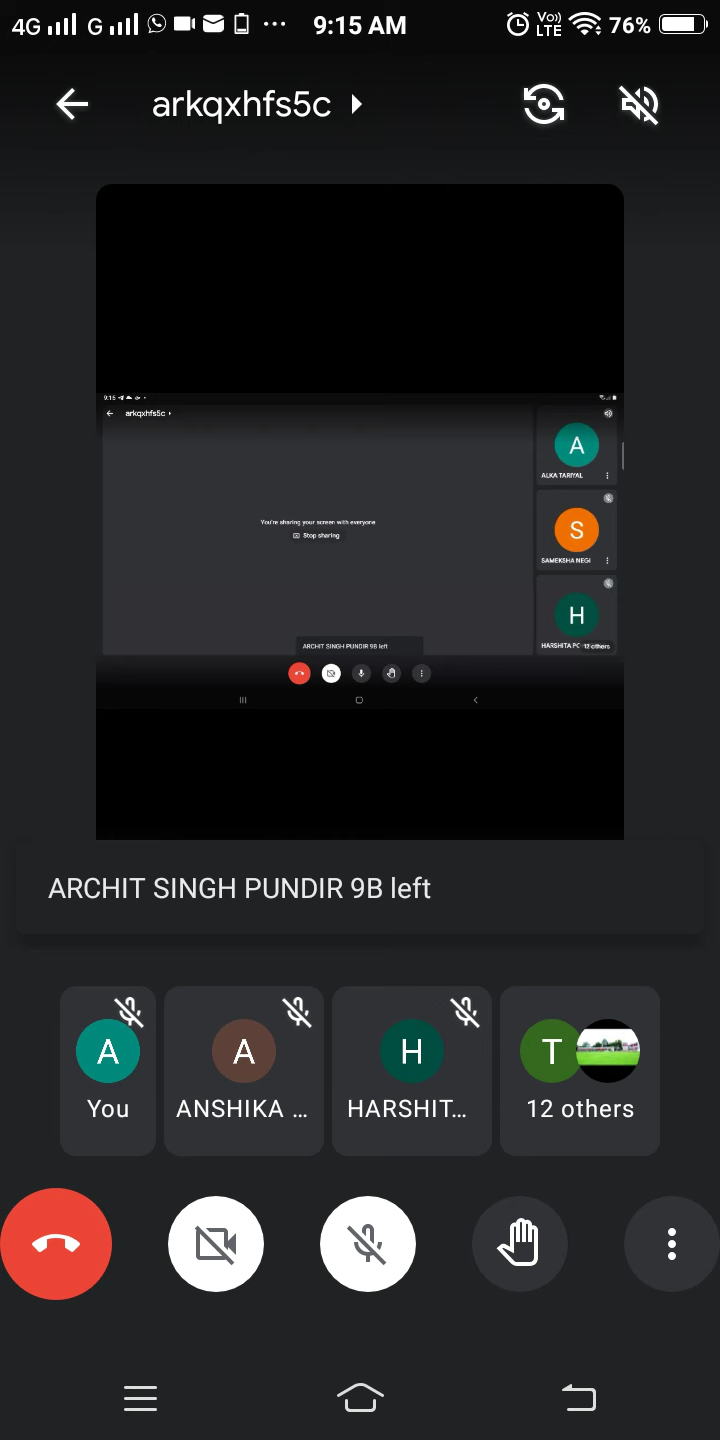 4G G 9:15 AM Vo)) LTE 76%
arkqxhfs5c
9:15
arkqxhfs5c
A
ALKA TARIYAL
You're sharing your screen with everyone
Stop sharing
S
SAMEKSHA NEGI
H
HARSHITA PC 12 others
ARCHIT SINGH PUNDIR 9B left
ARCHIT SINGH PUNDIR 9B left
A A H T
You ANSHIKA ... HARSHIT... 12 others